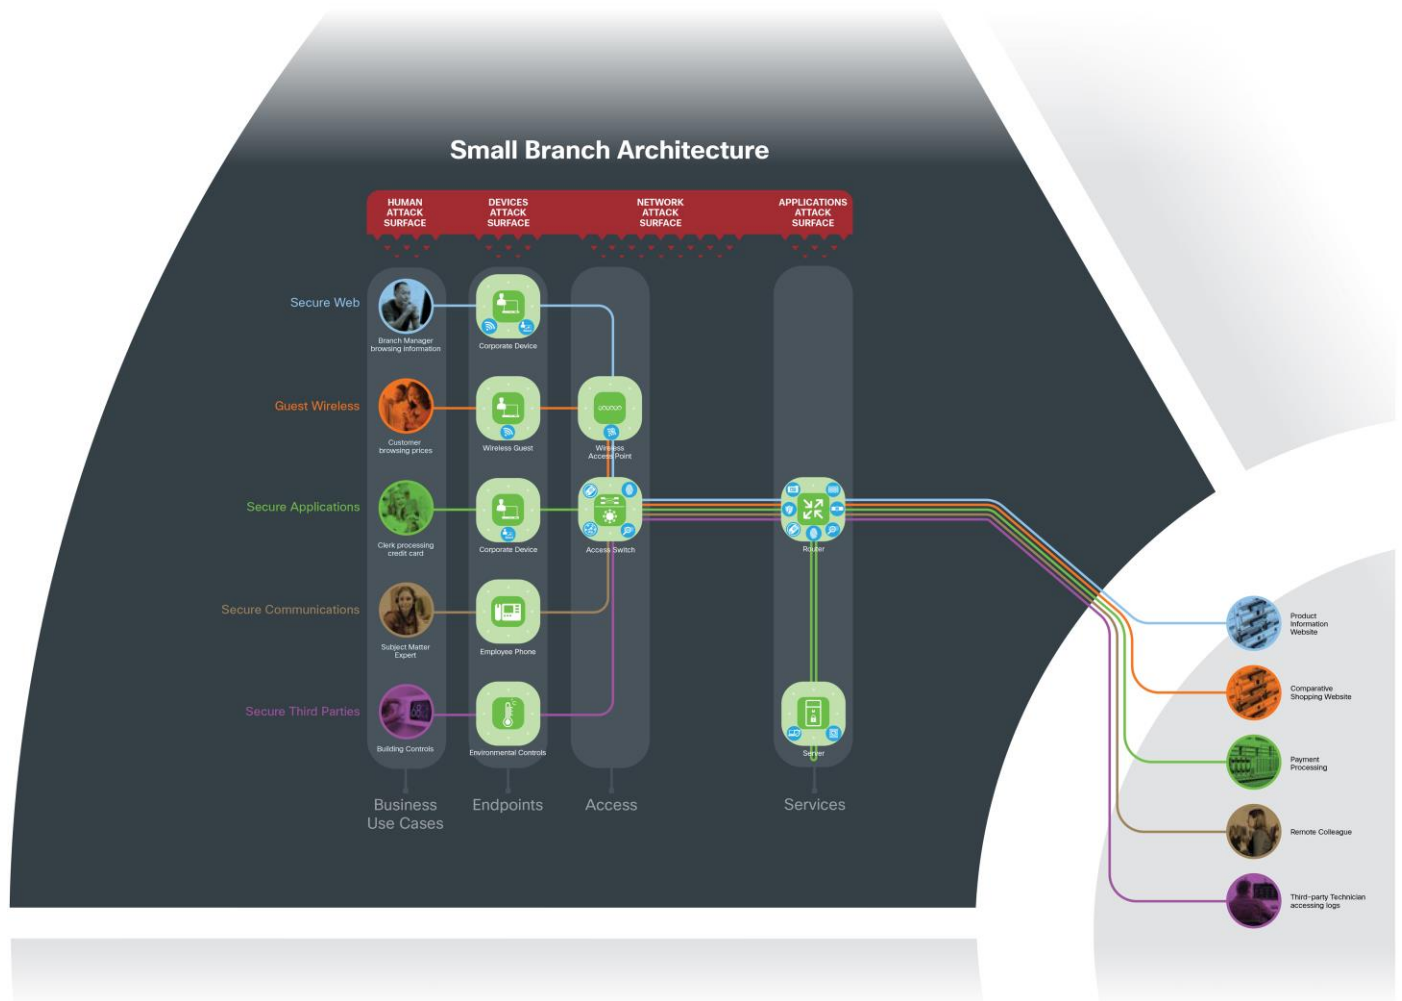 Small Branch Architecture
HUMAN
ATTACK
SURFACE
DEVICES
ATTACK
SURFACE
NETWORK
ATTACK
SURFACE
APPLICATIONS
ATTACK
SURFACE
Secure Web
Branch Manager
browsing information
Corporate Device
Guest Wireless
Customer
browsing prices
Wireless Guest
Wireless
Access Point
Secure Applications
Clerk processing
credit card
Corporate Device
Access Switch
Router
Secure Communications
Subject Matter
Expert
Employee Phone
Secure Third Parties
Building Controls
Environmental Controls
Server
Business
Use Cases
Endpoints
Access
Services
Product
Information
Website
Comparative
Shopping Website
Payment
Processing
Remote Colleague
Third-party Technician
accessing logs